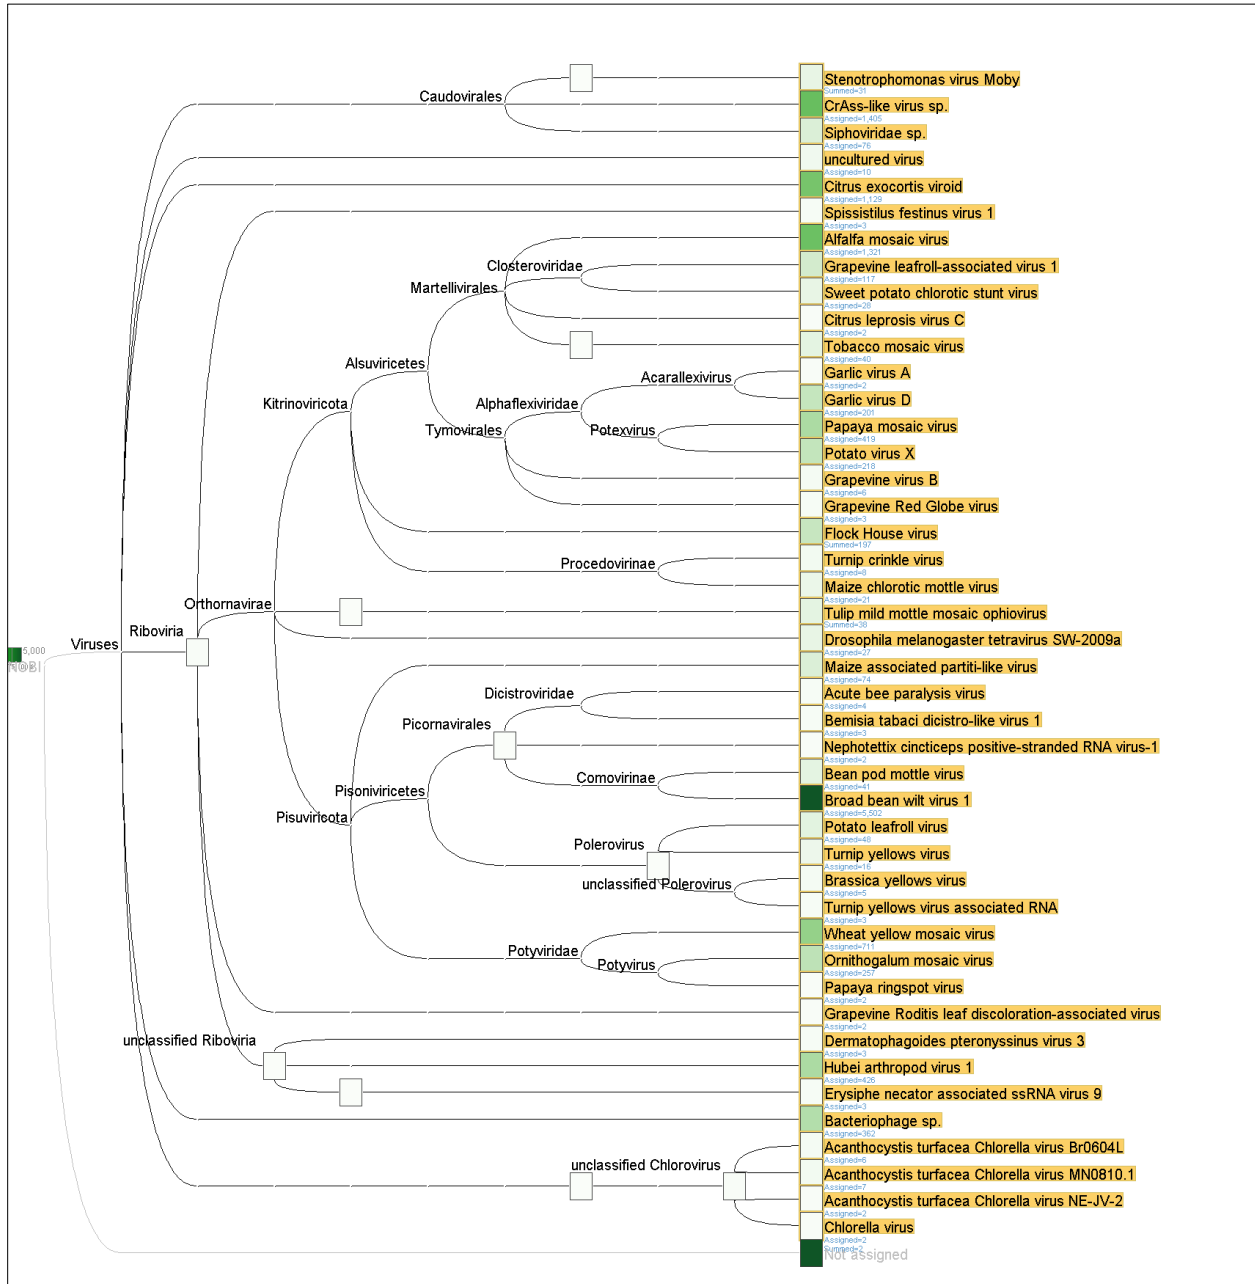 Stenotrophomonas virus Moby
Summed=31
Caudovirales
CrAss-like virus sp.
Assigned=1,405
Siphoviridae sp.
Assigned=76
uncultured virus
Assigned=10
Citrus exocortis viroid
Assigned=1,129
Spissistilus festinus virus 1
Assigned=3
Alfalfa mosaic virus
Assigned=1,321
Closteroviridae
Grapevine leafroll-associated virus 1
Assigned=117
Martellivirales
Sweet potato chlorotic stunt virus
Assigned=28
Citrus leprosis virus C
Assigned=2
Tobacco mosaic virus
Assigned=40
Alsuviricetes
Garlic virus A
Assigned=2
Acarallexivirus
Garlic virus D
Assigned=201
Kitrinoviricota
Alphaflexiviridae
Papaya mosaic virus
Assigned=419
Tymovirales
Potexvirus
Potato virus X
Assigned=218
Grapevine virus B
Assigned=6
Grapevine Red Globe virus
Assigned=3
Flock House virus
Summed=197
Procedovirinae
Turnip crinkle virus
Assigned=8
Maize chlorotic mottle virus
Assigned=21
Orthornavirae
Tulip mild mottle mosaic ophiovirus
Summed=38
Riboviria
Drosophila melanogaster tetravirus SW-2009a
Assigned=27
Viruses
5,000
NCBI
Maize associated partiti-like virus
Assigned=74
Dicistroviridae
Acute bee paralysis virus
Assigned=4
Picornavirales
Bemisia tabaci dicistro-like virus 1
Assigned=3
Nephotettix cincticeps positive-stranded RNA virus-1
Assigned=2
Comovirinae
Bean pod mottle virus
Assigned=41
Pisoniviricetes
Broad bean wilt virus 1
Assigned=5,502
Pisuviricota
Potato leafroll virus
Assigned=48
Polerovirus
Turnip yellows virus
Assigned=16
unclassified Polerovirus
Brassica yellows virus
Assigned=5
Turnip yellows virus associated RNA
Assigned=3
Wheat yellow mosaic virus
Assigned=711
Potyviridae
Ornithogalum mosaic virus
Assigned=257
Potyvirus
Papaya ringspot virus
Assigned=2
Grapevine Roditis leaf discoloration-associated virus
Assigned=2
unclassified Riboviria
Dermatophagoides pteronyssinus virus 3
Assigned=3
Hubei arthropod virus 1
Assigned=426
Erysiphe necator associated ssRNA virus 9
Assigned=3
Bacteriophage sp.
Assigned=362
Acanthocystis turfacea Chlorella virus Br0604L
Assigned=6
unclassified Chlorovirus
Acanthocystis turfacea Chlorella virus MN0810.1
Assigned=7
Acanthocystis turfacea Chlorella virus NE-JV-2
Assigned=2
Chlorella virus
Assigned=2
Summed=2
Not assigned